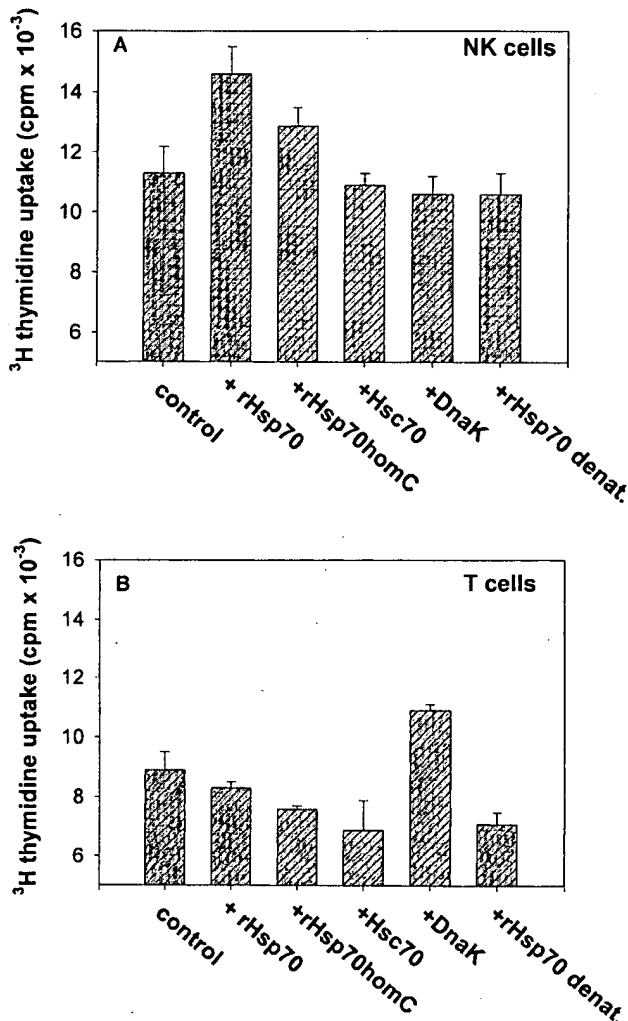 A
NK cells
³H thymidine uptake (cpm x 10⁻³)
16
14
12
10
8
6
control
+ rHsp70
+rHsp70homC
+Hsc70
+DnaK
+rHsp70 denat.
B
T cells
³H thymidine uptake (cpm x 10⁻³)
16
14
12
10
8
6
control
+ rHsp70
+rHsp70homC
+Hsc70
+DnaK
+rHsp70 denat.